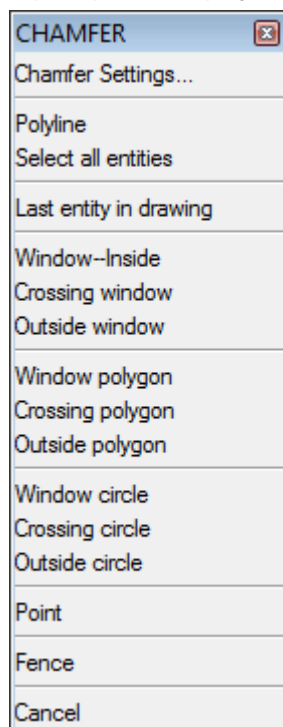 CHAMFER
Chamfer Settings...
Polyline
Select all entities
Last entity in drawing
Window--Inside
Crossing window
Outside window
Window polygon
Crossing polygon
Outside polygon
Window circle
Crossing circle
Outside circle
Point
Fence
Cancel